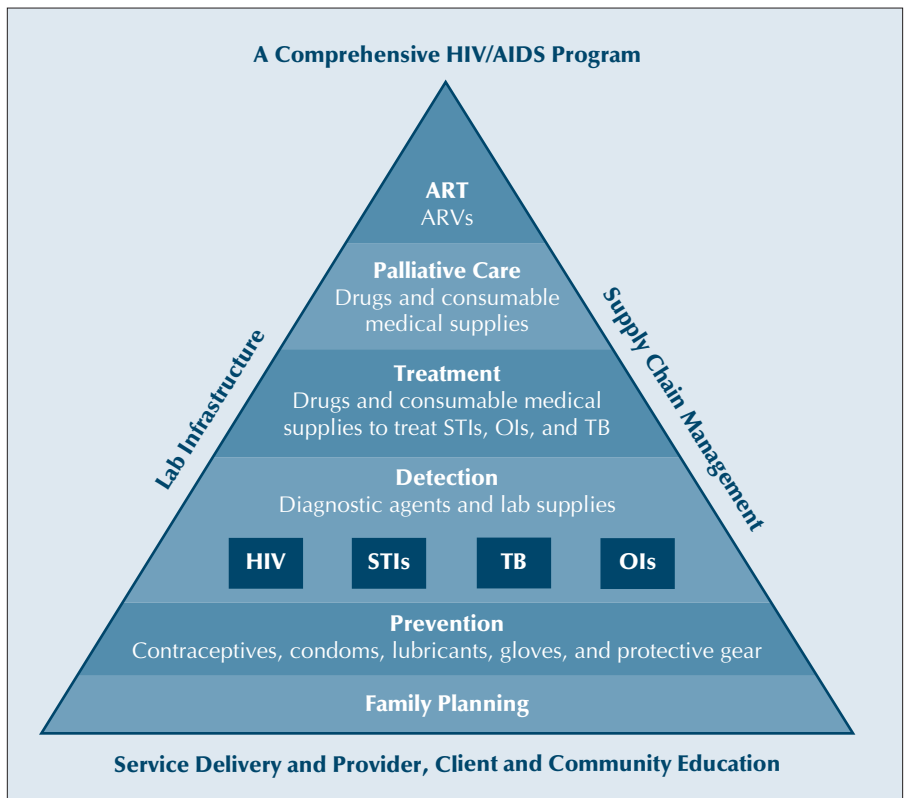 A Comprehensive HIV/AIDS Program
ART
ARVs
Palliative Care
Drugs and consumable
medical supplies
Lab Infrastructure
Supply Chain Management
Treatment
Drugs and consumable medical
supplies to treat STIs, OIs, and TB
Detection
Diagnostic agents and lab supplies
HIV STIs TB OIs
Prevention
Contraceptives, condoms, lubricants, gloves, and protective gear
Family Planning
Service Delivery and Provider, Client and Community Education